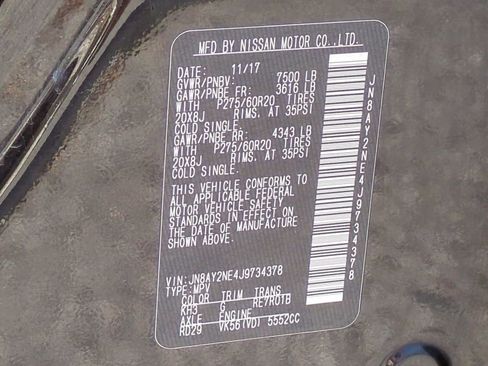 MFD BY NISSAN MOTOR CO.,LTD.
DATE: 11/17
GVWR/PNBV: 7500 LB
GAWR/PNBE FR: 3616 LB
WITH P275/60R20 TIRES
20X8J RIMS, AT 35PSI
COLD SINGLE.
GAWR/PNBE RR: 4343 LB
WITH P275/60R20 TIRES
20X8J RIMS, AT 35PSI
COLD SINGLE.
THIS VEHICLE CONFORMS TO
ALL APPLICABLE FEDERAL
MOTOR VEHICLE SAFETY
STANDARDS IN EFFECT ON
THE DATE OF MANUFACTURE
SHOWN ABOVE.
VIN: JN8AY2NE4J9734378
TYPE: MPV
COLOR TRIM TRANS
KH3 G RE7R01B
AXLE ENGINE
RD29 VK56(VD) 5552CC
JN8AY2NE4J9734378